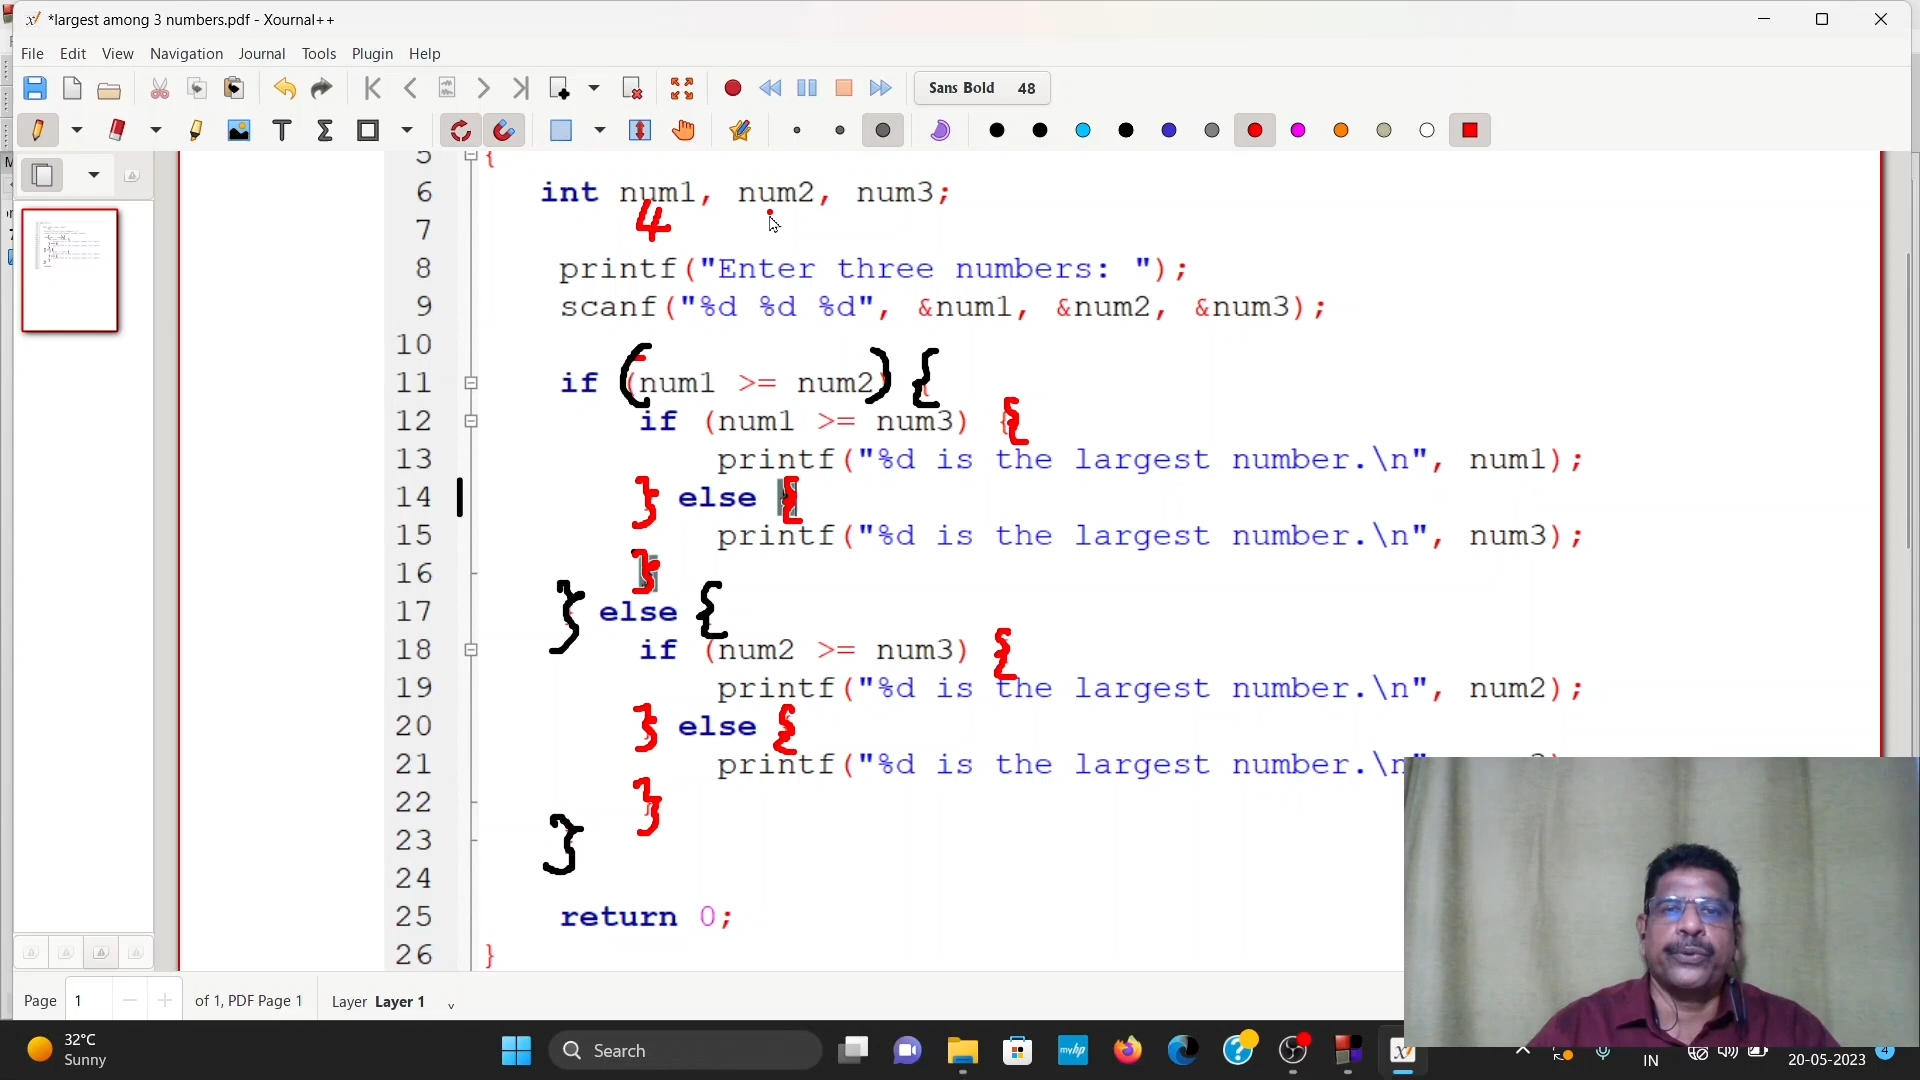 *largest among 3 numbers.pdf - Xournal++
File Edit View Navigation Journal Tools Plugin Help
Sans Bold 48
5 {
6 int num1, num2, num3;
7 4
8 printf("Enter three numbers: ");
9 scanf("%d %d %d", &num1, &num2, &num3);
10
11 if (num1 >= num2) {
12 if (num1 >= num3) {
13 printf("%d is the largest number.\n", num1);
14 } else {
15 printf("%d is the largest number.\n", num3);
16 }
17 } else {
18 if (num2 >= num3) {
19 printf("%d is the largest number.\n", num2);
20 } else {
21 printf("%d is the largest number.\n"
22 }
23 }
24
25 return 0;
26 }
Page 1 of 1, PDF Page 1 Layer Layer 1
32°C
Sunny
Search
myhp
IN
20-05-2023
4